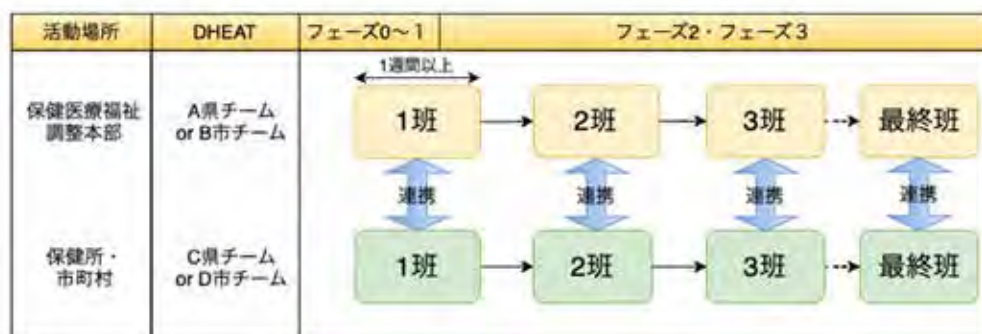 活動場所 DHEAT フェーズ0～1 フェーズ2・フェーズ3
1週間以上
保健医療福祉
調整本部
A県チーム
or B市チーム
1班 2班 3班 最終班
連携 連携 連携 連携
保健所・
市町村
C県チーム
or D市チーム
1班 2班 3班 最終班